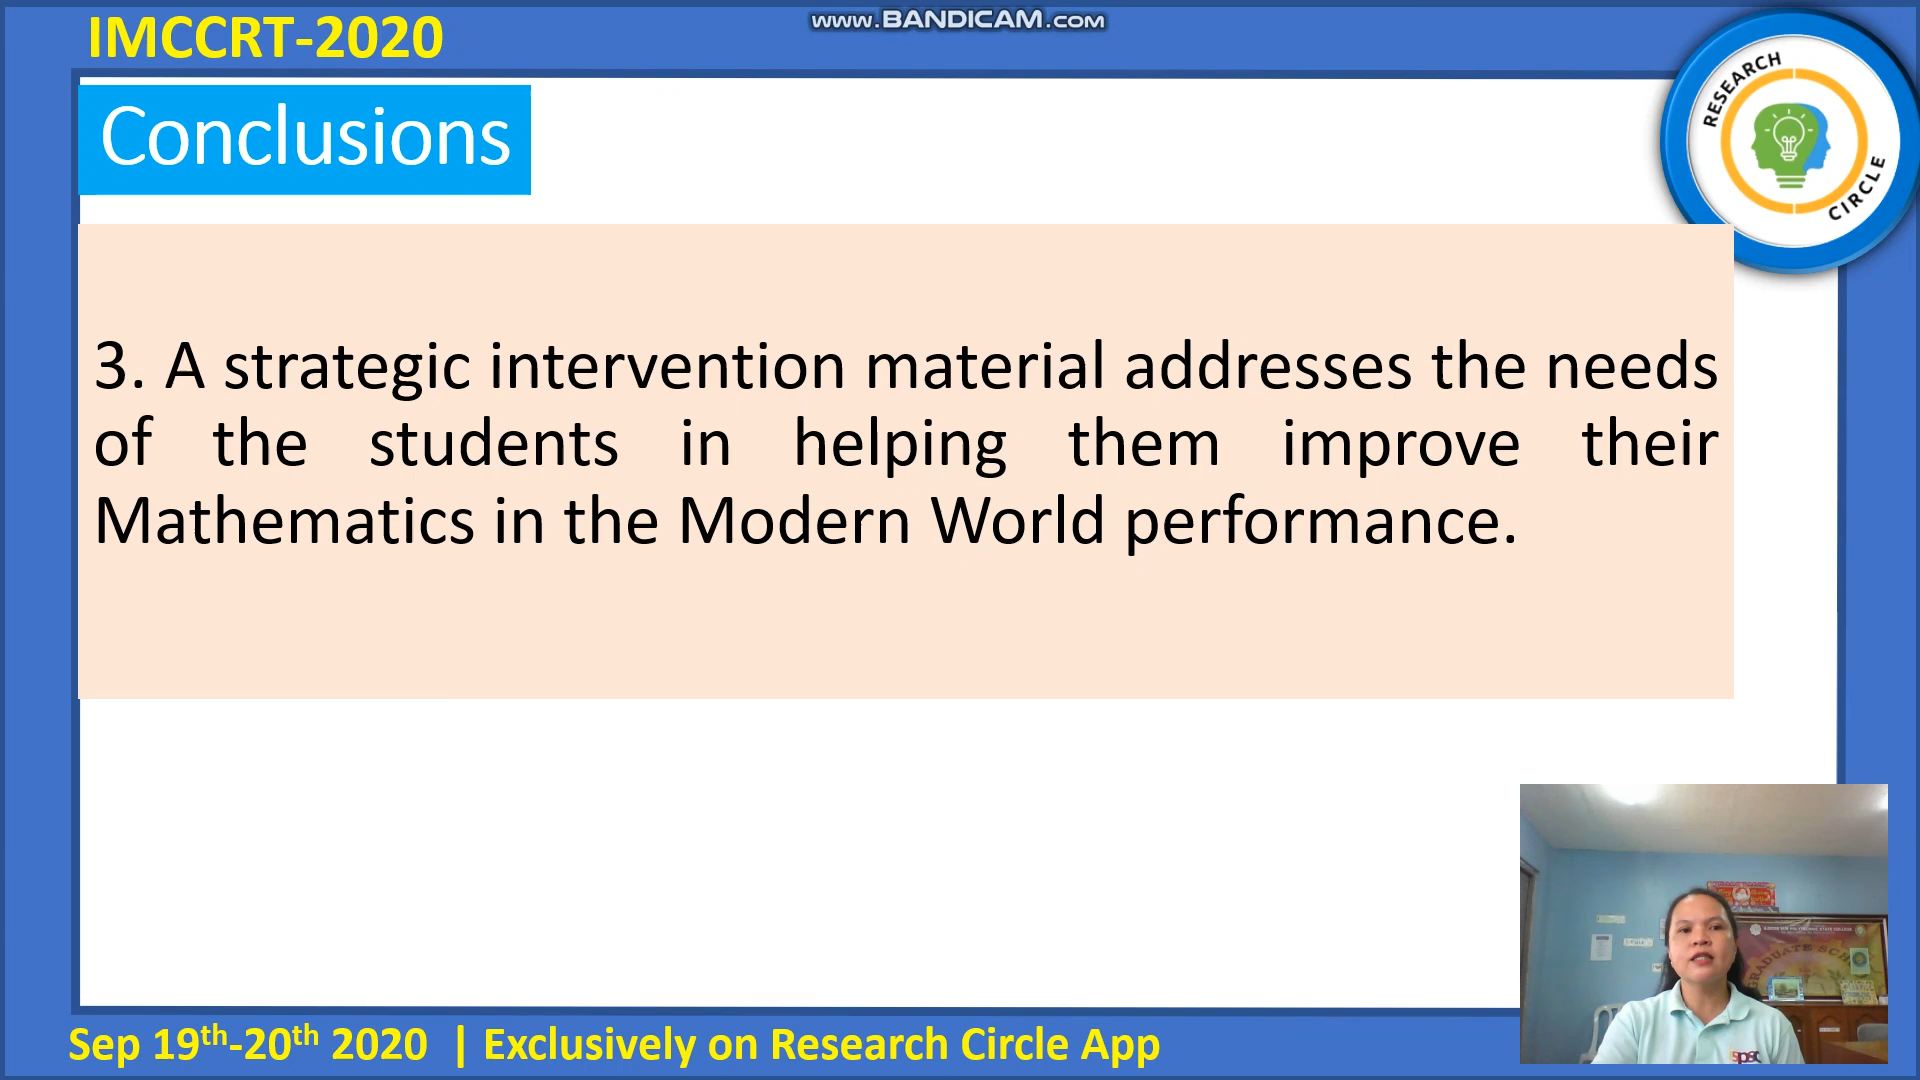 IMCCRT-2020
www.BANDICAM.com
Conclusions
RESEARCH
CIRCLE
3. A strategic intervention material addresses the needs
of the students in helping them improve their
Mathematics in the Modern World performance.
GRADUATE SCH
Sep 19th-20th 2020 | Exclusively on Research Circle App